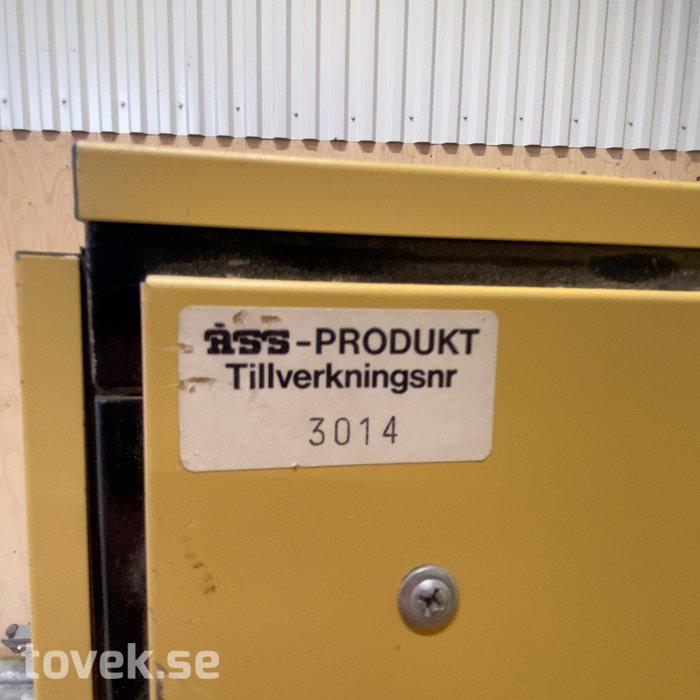 ÅSS-PRODUKT
Tillverkningsnr
3014
tovek.se